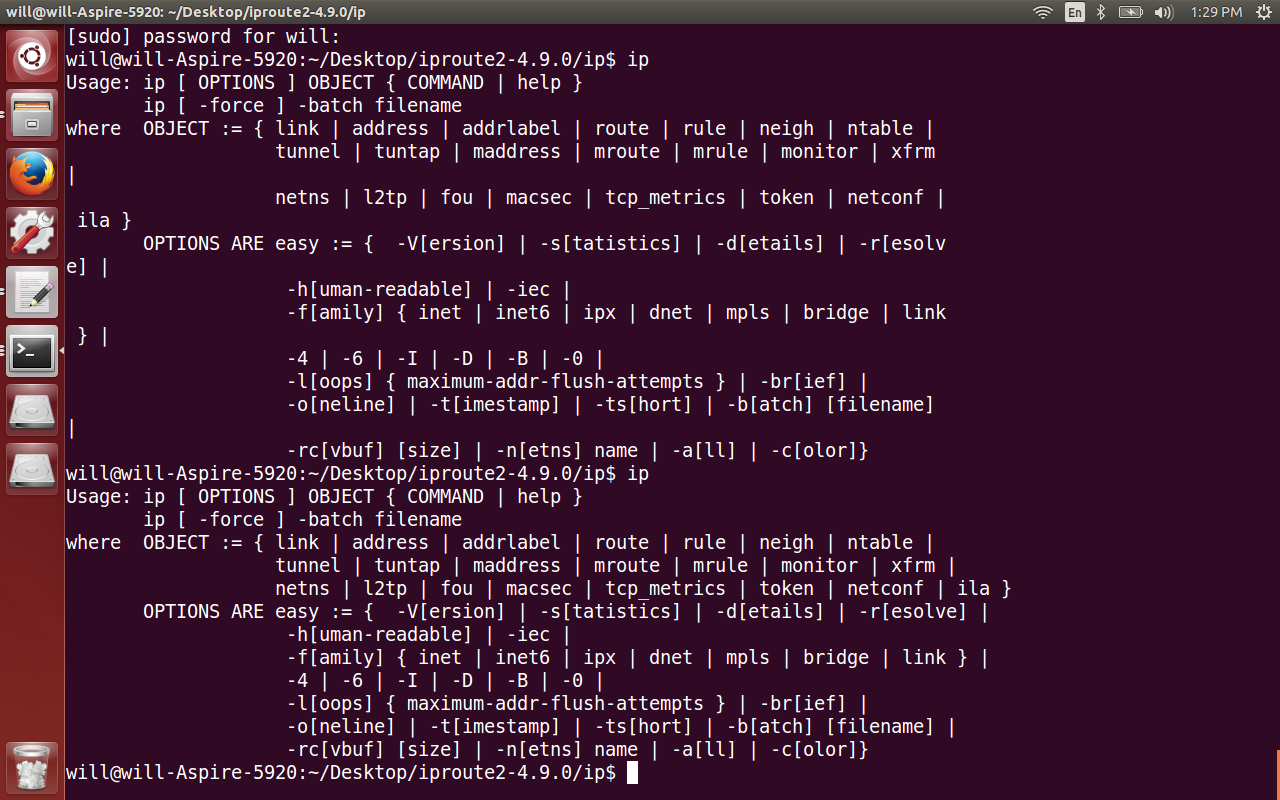 will@will-Aspire-5920: ~/Desktop/iproute2-4.9.0/ip
En
1:29 PM
[sudo] password for will:
will@will-Aspire-5920:~/Desktop/iproute2-4.9.0/ip$ ip
Usage: ip [ OPTIONS ] OBJECT { COMMAND | help }
       ip [ -force ] -batch filename
where  OBJECT := { link | address | addrlabel | route | rule | neigh | ntable |
                   tunnel | tuntap | maddress | mroute | mrule | monitor | xfrm
|
                   netns | l2tp | fou | macsec | tcp_metrics | token | netconf |
 ila }
       OPTIONS ARE easy := {  -V[ersion] | -s[tatistics] | -d[etails] | -r[esolv
e] |
                    -h[uman-readable] | -iec |
                    -f[amily] { inet | inet6 | ipx | dnet | mpls | bridge | link
 } |
                    -4 | -6 | -I | -D | -B | -0 |
                    -l[oops] { maximum-addr-flush-attempts } | -br[ief] |
                    -o[neline] | -t[imestamp] | -ts[hort] | -b[atch] [filename]
|
                    -rc[vbuf] [size] | -n[etns] name | -a[ll] | -c[olor]}
will@will-Aspire-5920:~/Desktop/iproute2-4.9.0/ip$ ip
Usage: ip [ OPTIONS ] OBJECT { COMMAND | help }
       ip [ -force ] -batch filename
where  OBJECT := { link | address | addrlabel | route | rule | neigh | ntable |
                   tunnel | tuntap | maddress | mroute | mrule | monitor | xfrm |
                   netns | l2tp | fou | macsec | tcp_metrics | token | netconf | ila }
       OPTIONS ARE easy := {  -V[ersion] | -s[tatistics] | -d[etails] | -r[esolve] |
                    -h[uman-readable] | -iec |
                    -f[amily] { inet | inet6 | ipx | dnet | mpls | bridge | link } |
                    -4 | -6 | -I | -D | -B | -0 |
                    -l[oops] { maximum-addr-flush-attempts } | -br[ief] |
                    -o[neline] | -t[imestamp] | -ts[hort] | -b[atch] [filename] |
                    -rc[vbuf] [size] | -n[etns] name | -a[ll] | -c[olor]}
will@will-Aspire-5920:~/Desktop/iproute2-4.9.0/ip$